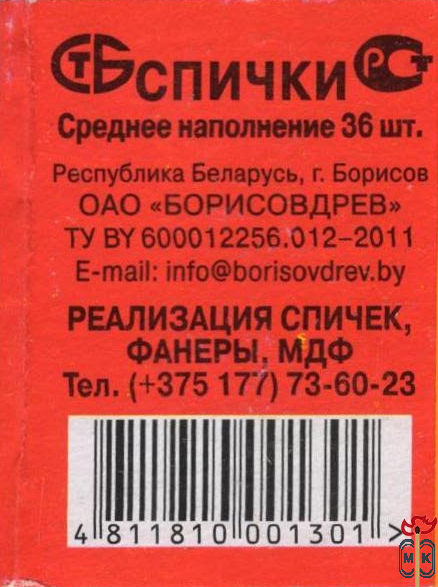 СТБ СПИЧКИ РСТ
Среднее наполнение 36 шт.
Республика Беларусь, г. Борисов
ОАО «БОРИСОВДРЕВ»
ТУ BY 600012256.012–2011
E-mail: info@borisovdrev.by
РЕАЛИЗАЦИЯ СПИЧЕК,
ФАНЕРЫ, МДФ
Тел. (+375 177) 73-60-23
4 811810 001301 >
М К